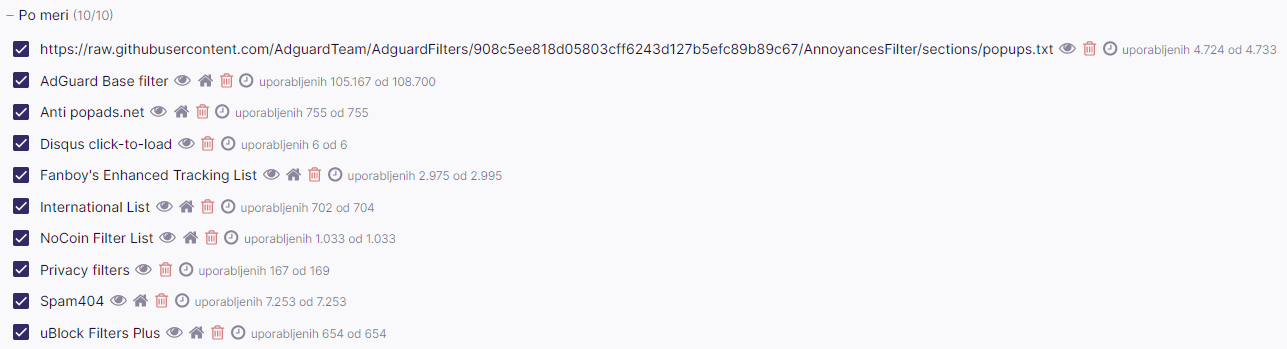 – Po meri (10/10)
https://raw.githubusercontent.com/AdguardTeam/AdguardFilters/908c5ee818d05803cff6243d127b5efc89b89c67/AnnoyancesFilter/sections/popups.txt uporabljenih 4.724 od 4.733
AdGuard Base filter uporabljenih 105.167 od 108.700
Anti popads.net uporabljenih 755 od 755
Disqus click-to-load uporabljenih 6 od 6
Fanboy's Enhanced Tracking List uporabljenih 2.975 od 2.995
International List uporabljenih 702 od 704
NoCoin Filter List uporabljenih 1.033 od 1.033
Privacy filters uporabljenih 167 od 169
Spam404 uporabljenih 7.253 od 7.253
uBlock Filters Plus uporabljenih 654 od 654